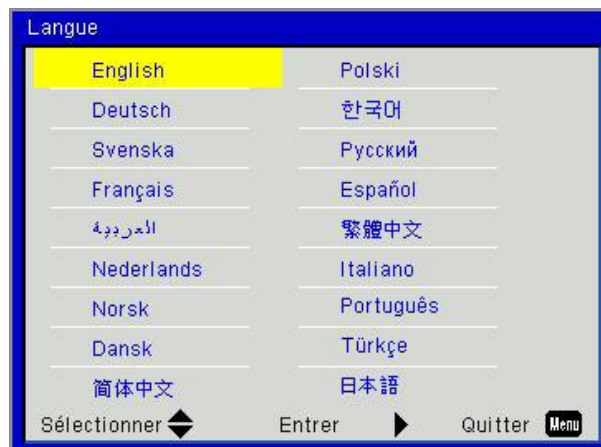 Langue
English Polski
Deutsch 한국어
Svenska Русский
Français Español
العربية 繁體中文
Nederlands Italiano
Norsk Português
Dansk Türkçe
简体中文 日本語
Sélectionner Entrer Quitter Menu